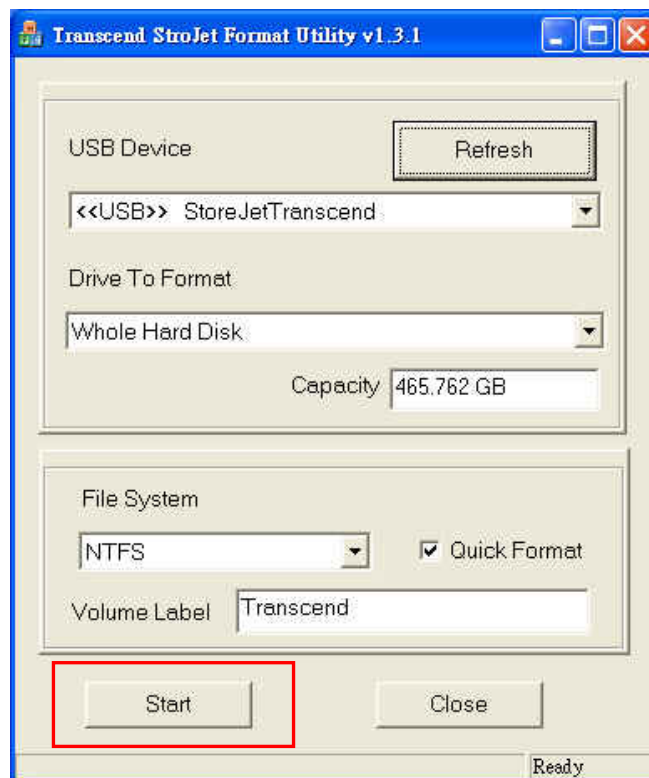 Transcend StroJet Format Utility v1.3.1
USB Device
Refresh
<<USB>> StoreJetTranscend
Drive To Format
Whole Hard Disk
Capacity 465.762 GB
File System
NTFS
Quick Format
Volume Label Transcend
Start
Close
Ready